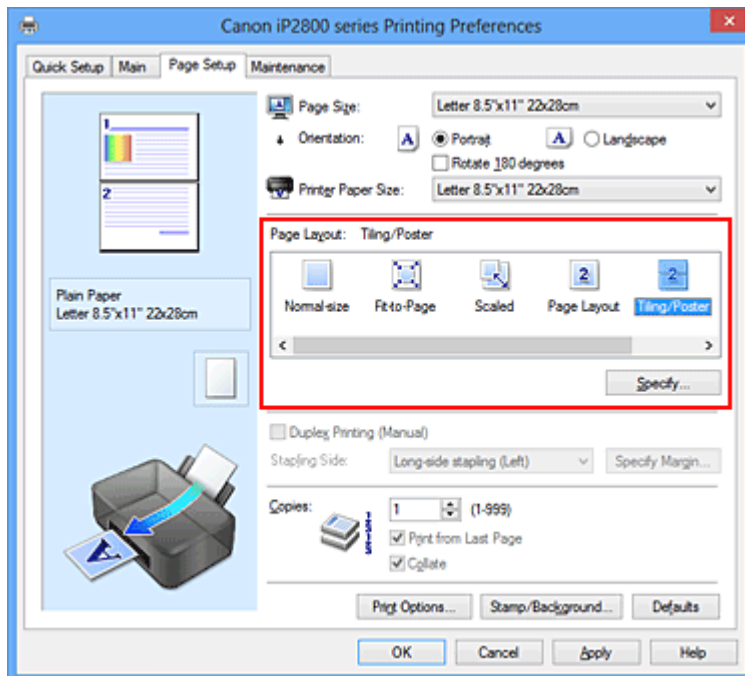 Canon iP2800 series Printing Preferences
Quick Setup Main Page Setup Maintenance
1
2
Plain Paper
Letter 8.5"x11" 22x28cm
Page Size: Letter 8.5"x11" 22x28cm
Orientation: A Portrait A Landscape
Rotate 180 degrees
Printer Paper Size: Letter 8.5"x11" 22x28cm
Page Layout: Tiling/Poster
2 2
Normal-size Fit-to-Page Scaled Page Layout Tiling/Poster
Specify...
Duplex Printing (Manual)
Stapling Side: Long-side stapling (Left) Specify Margin...
Copies: 1 (1-999)
Print from Last Page
Collate
A
Print Options... Stamp/Background... Defaults
OK Cancel Apply Help